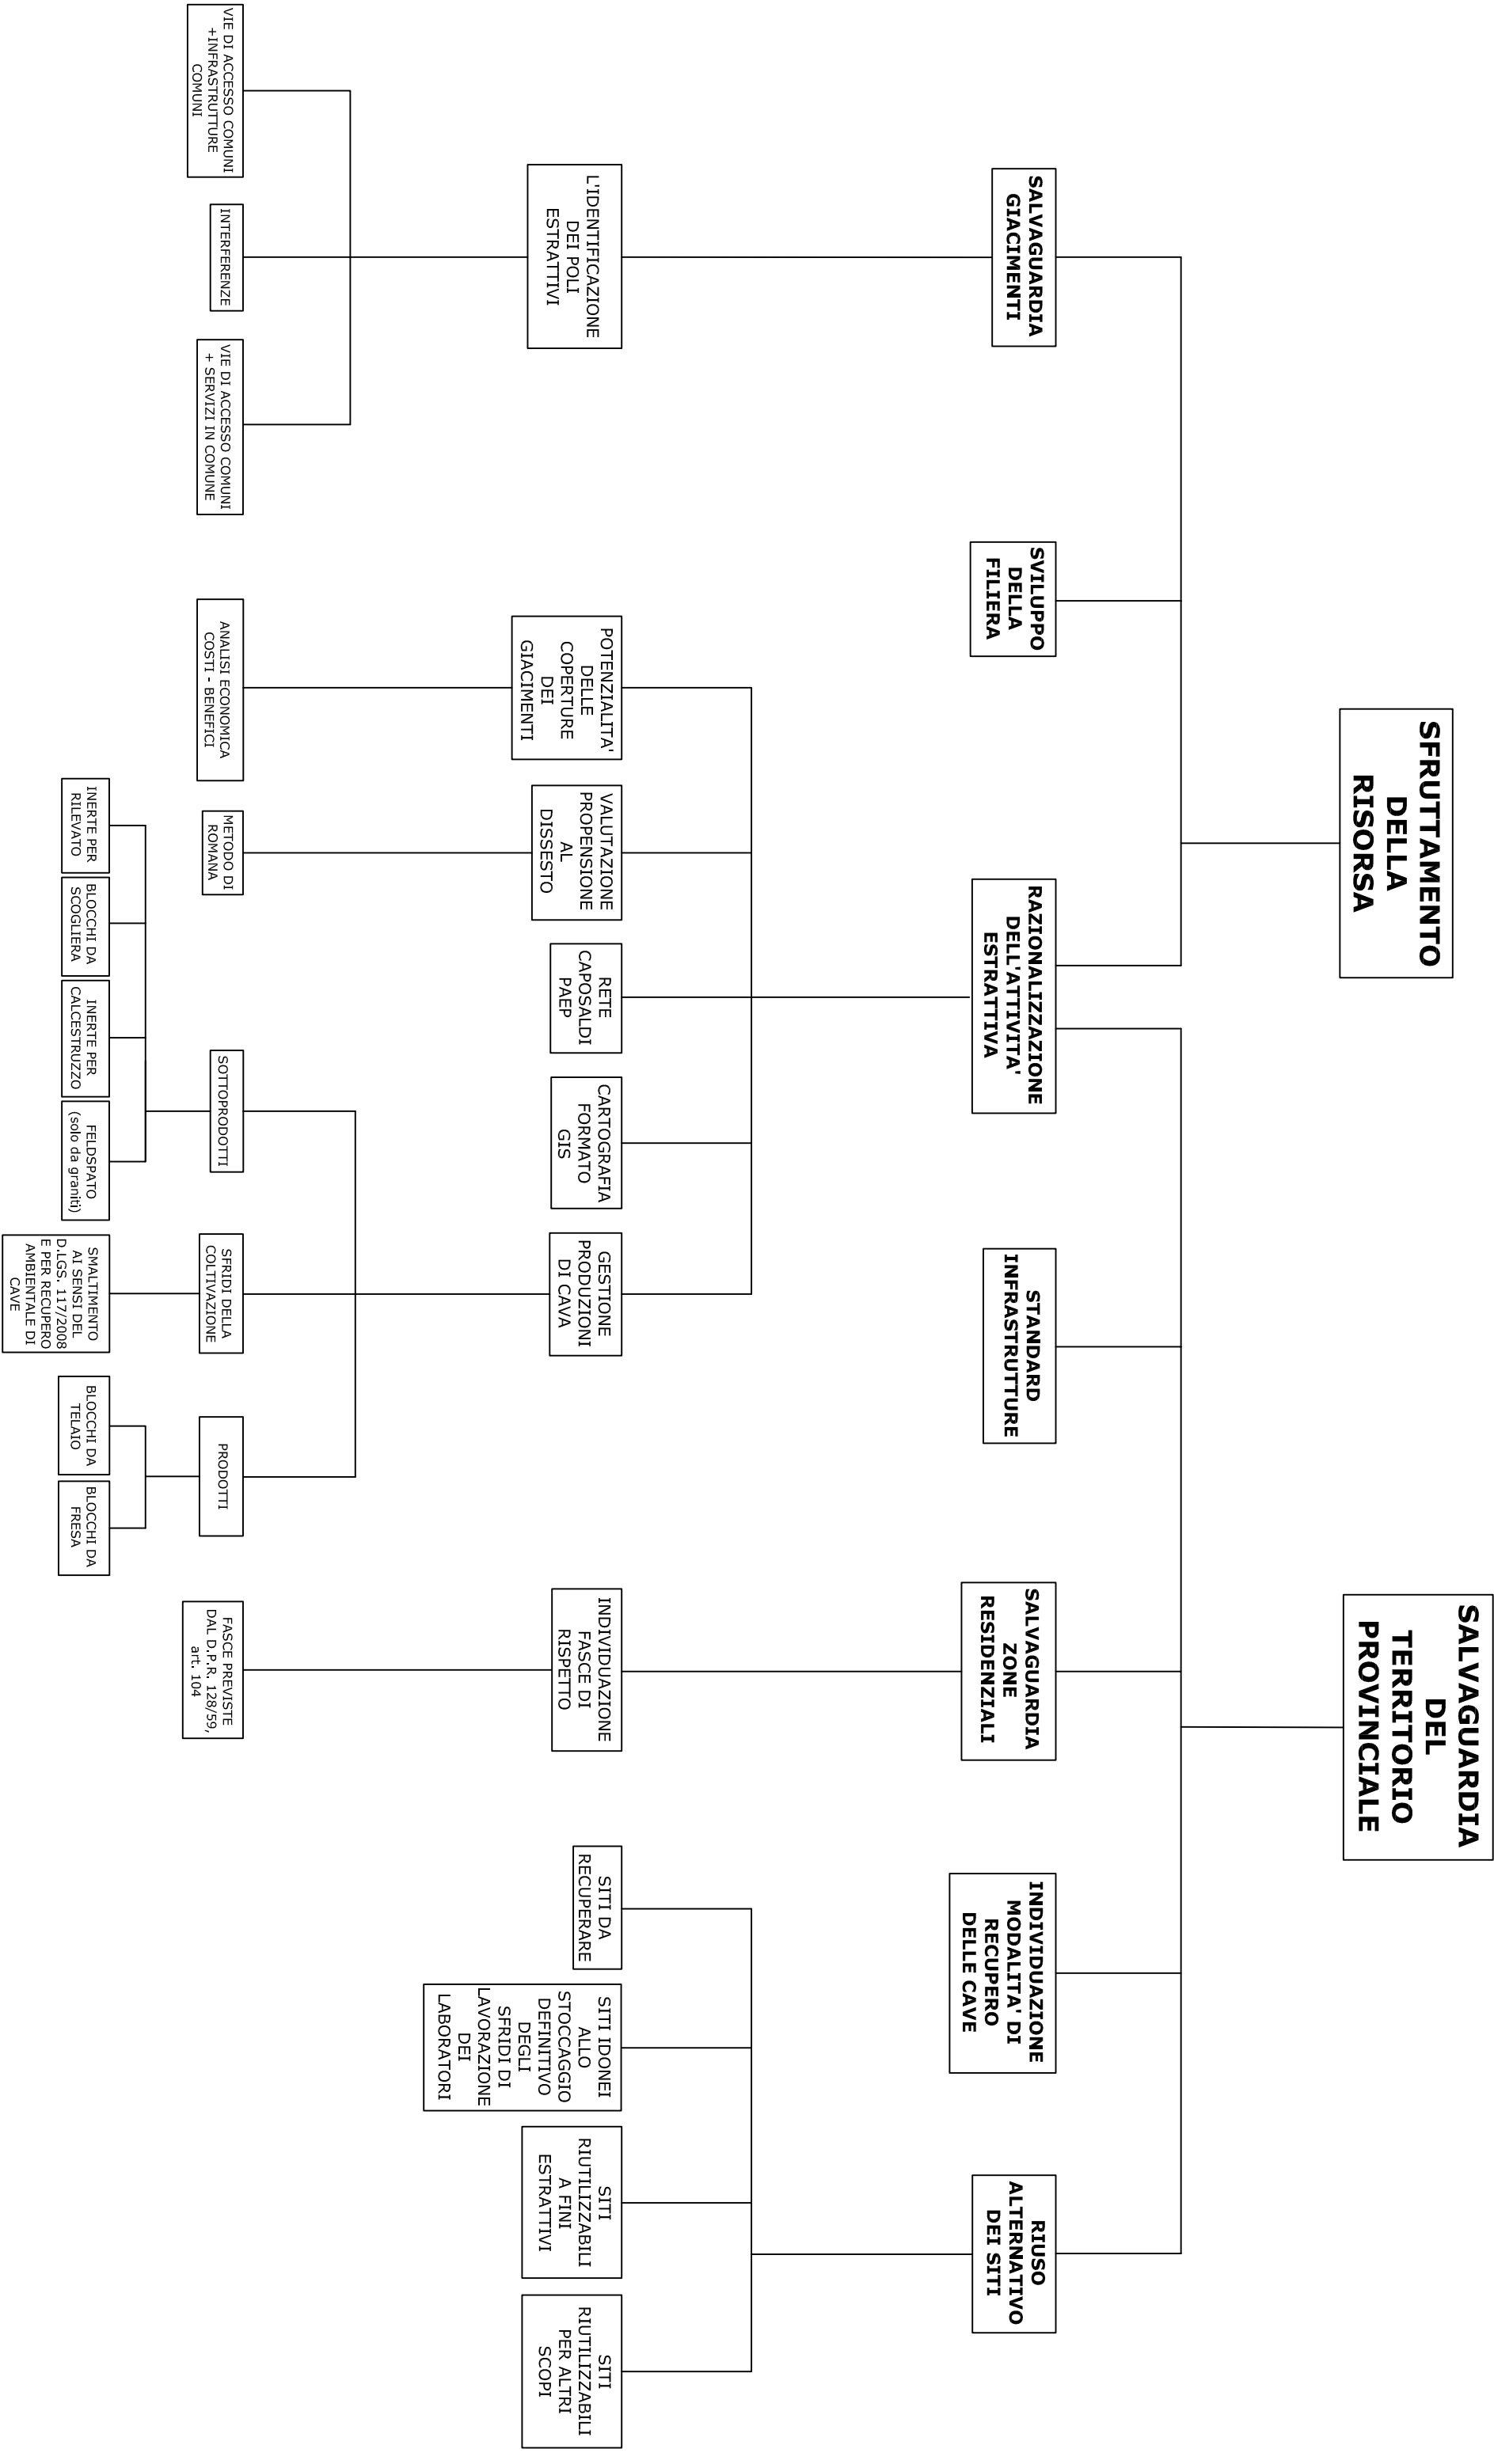 SFRUTTAMENTO
DELLA
RISORSA
SALVAGUARDIA
DEL
TERRITORIO
PROVINCIALE
SALVAGUARDIA
GIACIMENTI
SVILUPPO
DELLA
FILIERA
RAZIONALIZZAZIONE
DELL'ATTIVITA'
ESTRATTIVA
STANDARD
INFRASTRUTTURE
SALVAGUARDIA
ZONE
RESIDENZIALI
INDIVIDUAZIONE
MODALITA' DI
RECUPERO
DELLE CAVE
RIUSO
ALTERNATIVO
DEI SITI
L'IDENTIFICAZIONE
DEI POLI
ESTRATTIVI
POTENZIALITA'
DELLE
COPERTURE
DEI
GIACIMENTI
VALUTAZIONE
PROPENSIONE
AL
DISSESTO
RETE
CAPOSALDI
PAEP
CARTOGRAFIA
FORMATO
GIS
GESTIONE
PRODUZIONI
DI CAVA
INDIVIDUAZIONE
FASCE DI
RISPETTO
SITI DA
RECUPERARE
SITI IDONEI
ALLO
STOCCAGGIO
DEFINITIVO
DEGLI
SFRIDI DI
LAVORAZIONE
DEI
LABORATORI
SITI
RIUTILIZZABILI
A FINI
ESTRATTIVI
SITI
RIUTILIZZABILI
PER ALTRI
SCOPI
VIE DI ACCESSO COMUNI
+INFRASTRUTTURE
COMUNI
INTERFERENZE
VIE DI ACCESSO COMUNI
+ SERVIZI IN COMUNE
ANALISI ECONOMICA
COSTI - BENEFICI
METODO DI
ROMANA
SOTTOPRODOTTI
SFRIDI DELLA
COLTIVAZIONE
PRODOTTI
FASCE PREVISTE
DAL D.P.R. 128/59,
art. 104
INERTE PER
RILEVATO
BLOCCHI DA
SCOGLIERA
INERTE PER
CALCESTRUZZO
FELDSPATO
(solo da graniti)
SMALTIMENTO
AI SENSI DEL
D.LGS. 117/2008
E PER RECUPERO
AMBIENTALE DI
CAVE
BLOCCHI DA
TELAIO
BLOCCHI DA
FRESA